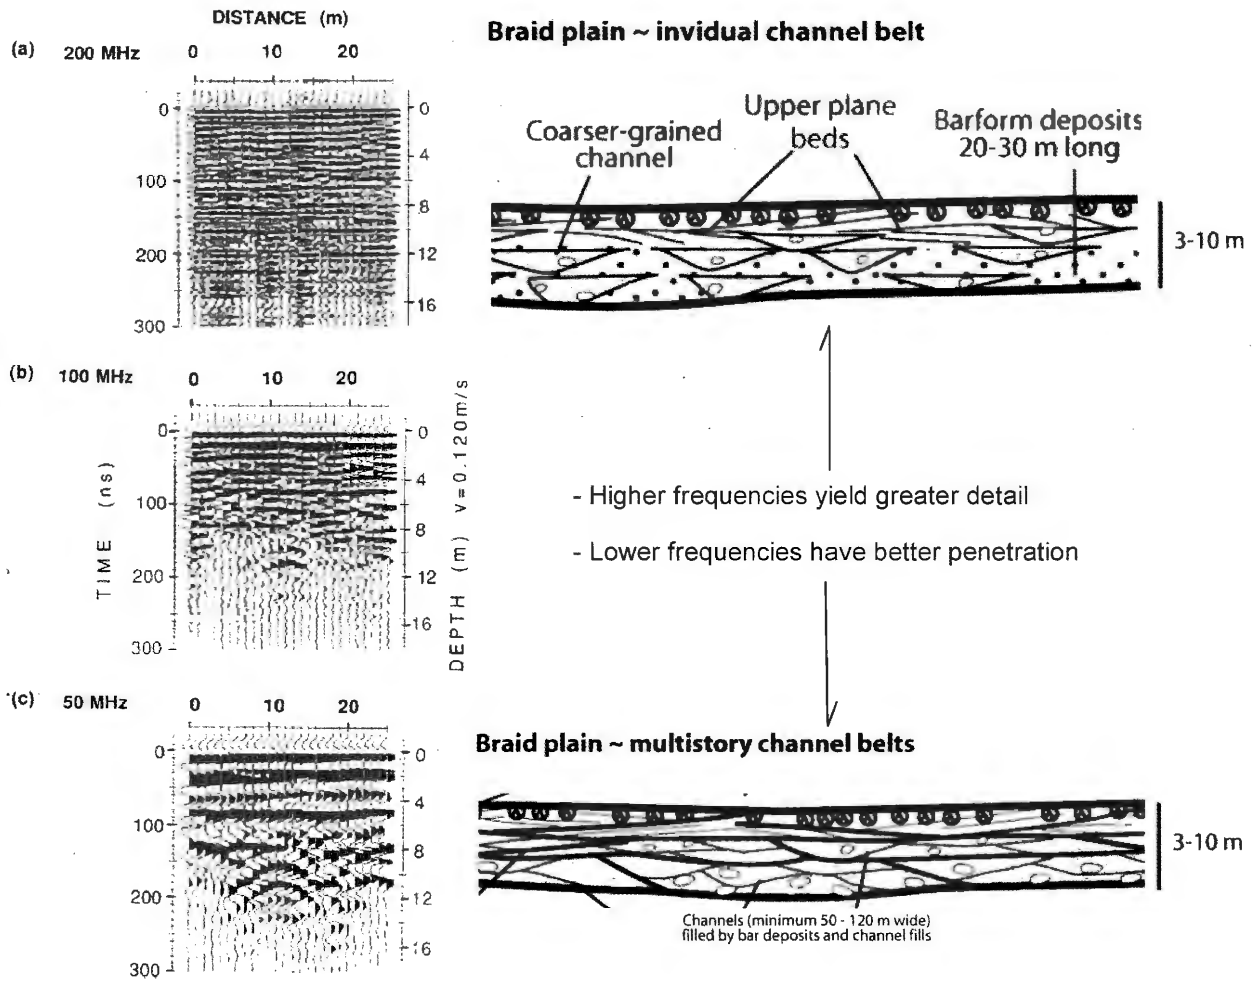 DISTANCE (m)
(a) 200 MHz 0 10 20
0 0
4
100
8
200 12
16
300
Braid plain ~ invidual channel belt
Coarser-grained
channel
Upper plane
beds
Barform deposits
20-30 m long
3-10 m
(b) 100 MHz 0 10 20
0 0
4
100
8
200 12
16
300
TIME (ns)
DEPTH (m) v=0.120m/s
- Higher frequencies yield greater detail
- Lower frequencies have better penetration
(c) 50 MHz 0 10 20
0 0
4
100
8
200 12
16
300
Braid plain ~ multistory channel belts
3-10 m
Channels (minimum 50 - 120 m wide)
filled by bar deposits and channel fills